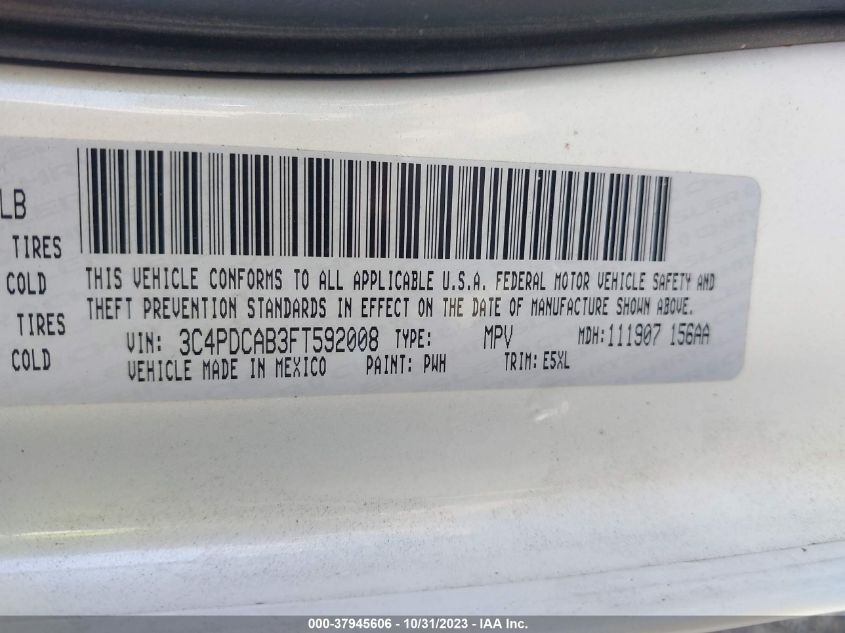 LB
TIRES
COLD
TIRES
COLD
THIS VEHICLE CONFORMS TO ALL APPLICABLE U.S.A. FEDERAL MOTOR VEHICLE SAFETY AND
THEFT PREVENTION STANDARDS IN EFFECT ON THE DATE OF MANUFACTURE SHOWN ABOVE.
VIN: 3C4PDCAB3FT592008 TYPE: MPV MDH:111907 156AA
VEHICLE MADE IN MEXICO PAINT: PWH TRIM: E5XL
000-37945606 - 10/31/2023 - IAA Inc.